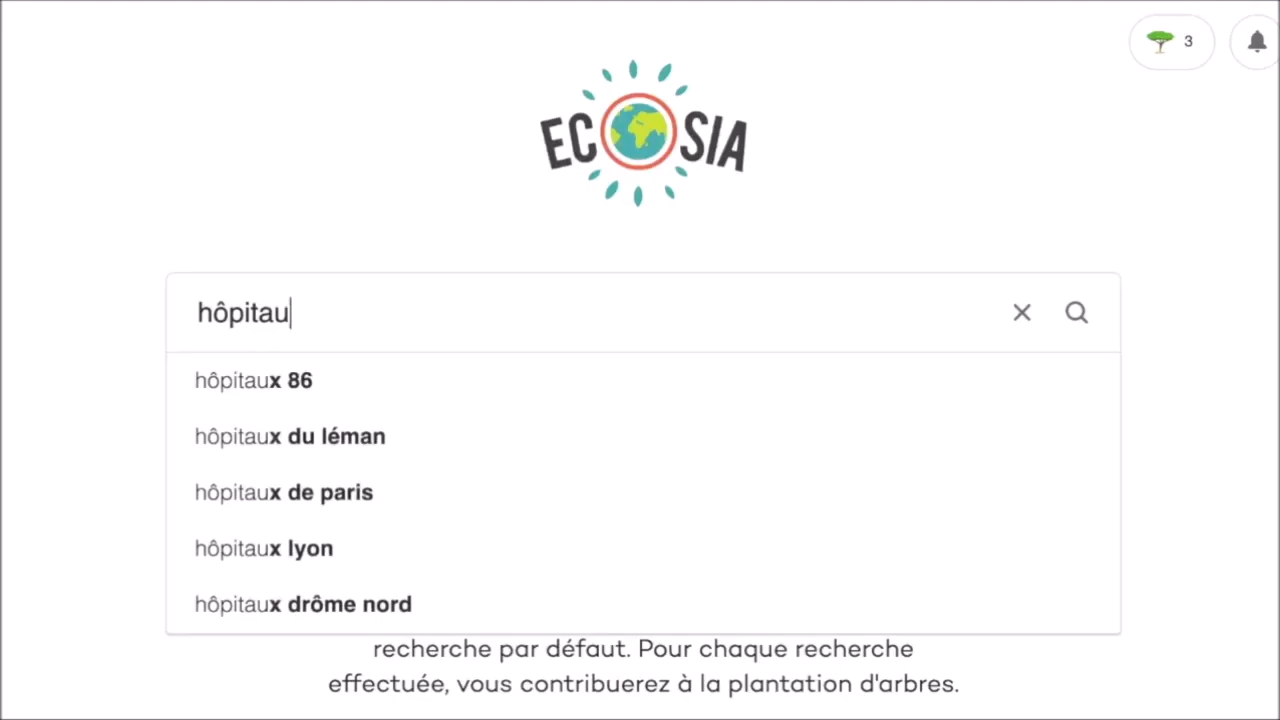 3
ECOSIA
hôpitau
hôpitaux 86
hôpitaux du léman
hôpitaux de paris
hôpitaux lyon
hôpitaux drôme nord
recherche par défaut. Pour chaque recherche
effectuée, vous contribuerez à la plantation d'arbres.